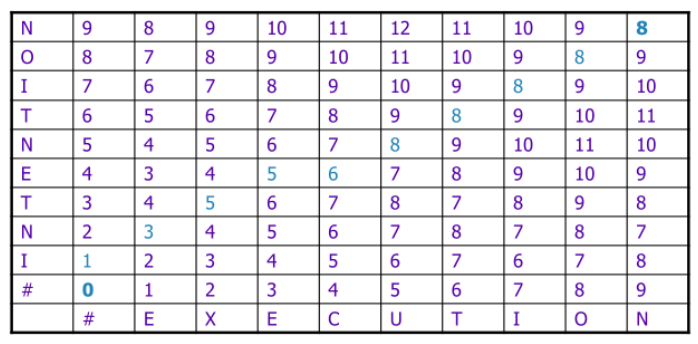 N 9 8 9 10 11 12 11 10 9 8
O 8 7 8 9 10 11 10 9 8 9
I 7 6 7 8 9 10 9 8 9 10
T 6 5 6 7 8 9 8 9 10 11
N 5 4 5 6 7 8 9 10 11 10
E 4 3 4 5 6 7 8 9 10 9
T 3 4 5 6 7 8 7 8 9 8
N 2 3 4 5 6 7 8 7 8 7
I 1 2 3 4 5 6 7 6 7 8
# 0 1 2 3 4 5 6 7 8 9
# E X E C U T I O N